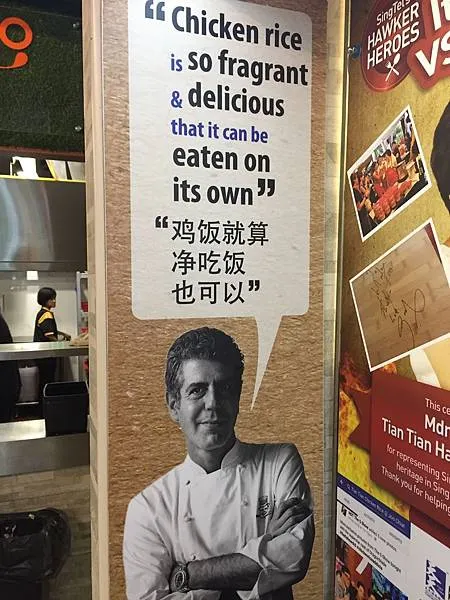 “Chicken rice
is so fragrant
& delicious
that it can be
eaten on
its own”
“鸡饭就算
净吃饭
也可以”
SingTel's
HAWKER
HEROES
VS
This ce
Mdm
Tian Tian Ha
for representing Si
heritage in Sing
Thank you for helping